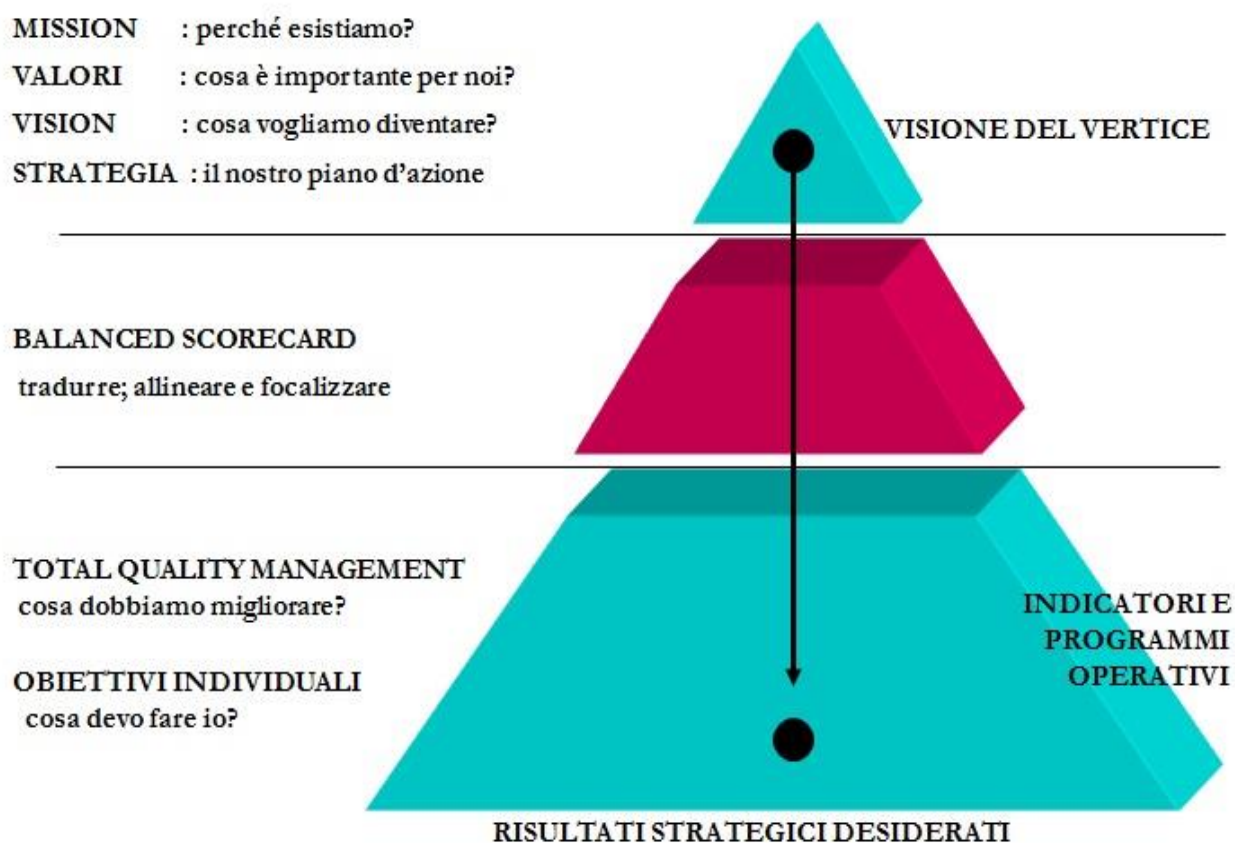 MISSION : perché esistiamo?
VALORI : cosa è importante per noi?
VISION : cosa vogliamo diventare?
STRATEGIA : il nostro piano d'azione
VISIONE DEL VERTICE
BALANCED SCORECARD
tradurre; allineare e focalizzare
TOTAL QUALITY MANAGEMENT
cosa dobbiamo migliorare?
OBIETTIVI INDIVIDUALI
cosa devo fare io?
INDICATORI E
PROGRAMMI
OPERATIVI
RISULTATI STRATEGICI DESIDERATI